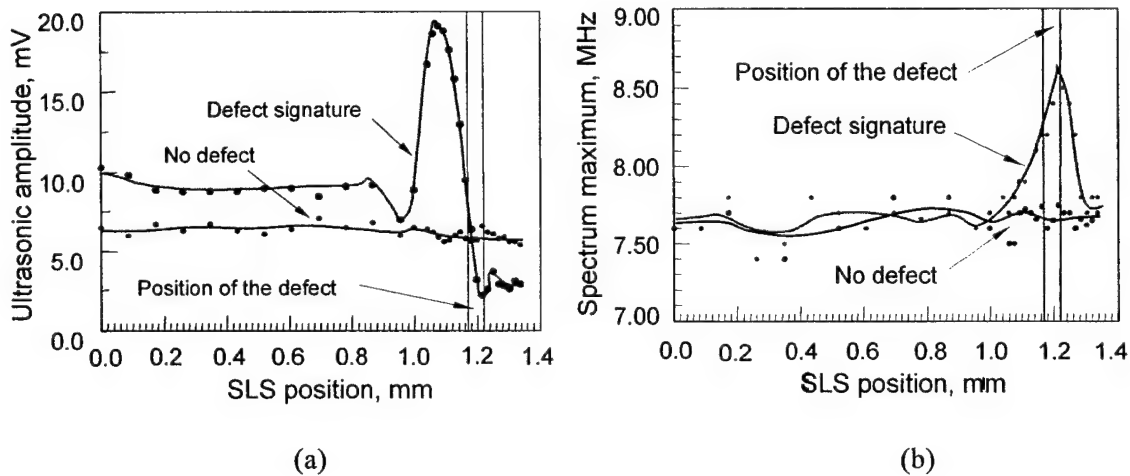 Ultrasonic amplitude, mV
20.0
15.0
10.0
5.0
0.0
Defect signature
No defect
Position of the defect
0.0 0.2 0.4 0.6 0.8 1.0 1.2 1.4
SLS position, mm
(a)
Spectrum maximum, MHz
9.00
8.50
8.00
7.50
7.00
Position of the defect
Defect signature
No defect
0.0 0.2 0.4 0.6 0.8 1.0 1.2 1.4
SLS position, mm
(b)